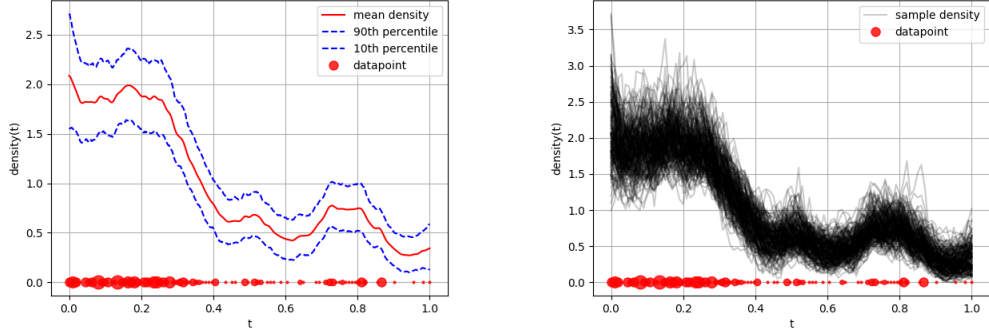 mean density
90th percentile
10th percentile
datapoint
density(t)
2.5
2.0
1.5
1.0
0.5
0.0
0.0 0.2 0.4 0.6 0.8 1.0
t
sample density
datapoint
density(t)
3.5
3.0
2.5
2.0
1.5
1.0
0.5
0.0
0.0 0.2 0.4 0.6 0.8 1.0
t